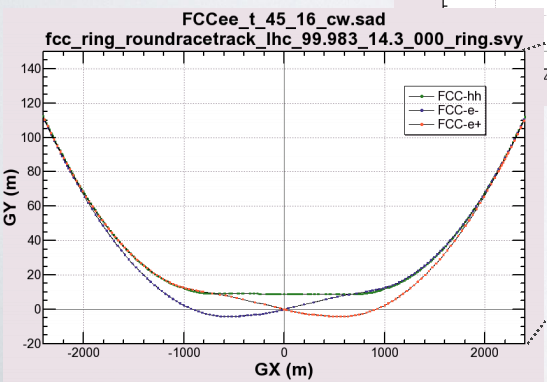 FCCee_t_45_16_cw.sad
fcc_ring_roundracetrack_lhc_99.983_14.3_000_ring.svy
140
120
100
80
60
40
20
0
-20
GY (m)
FCC-hh
FCC-e-
FCC-e+
-2000
-1000
0
1000
2000
GX (m)